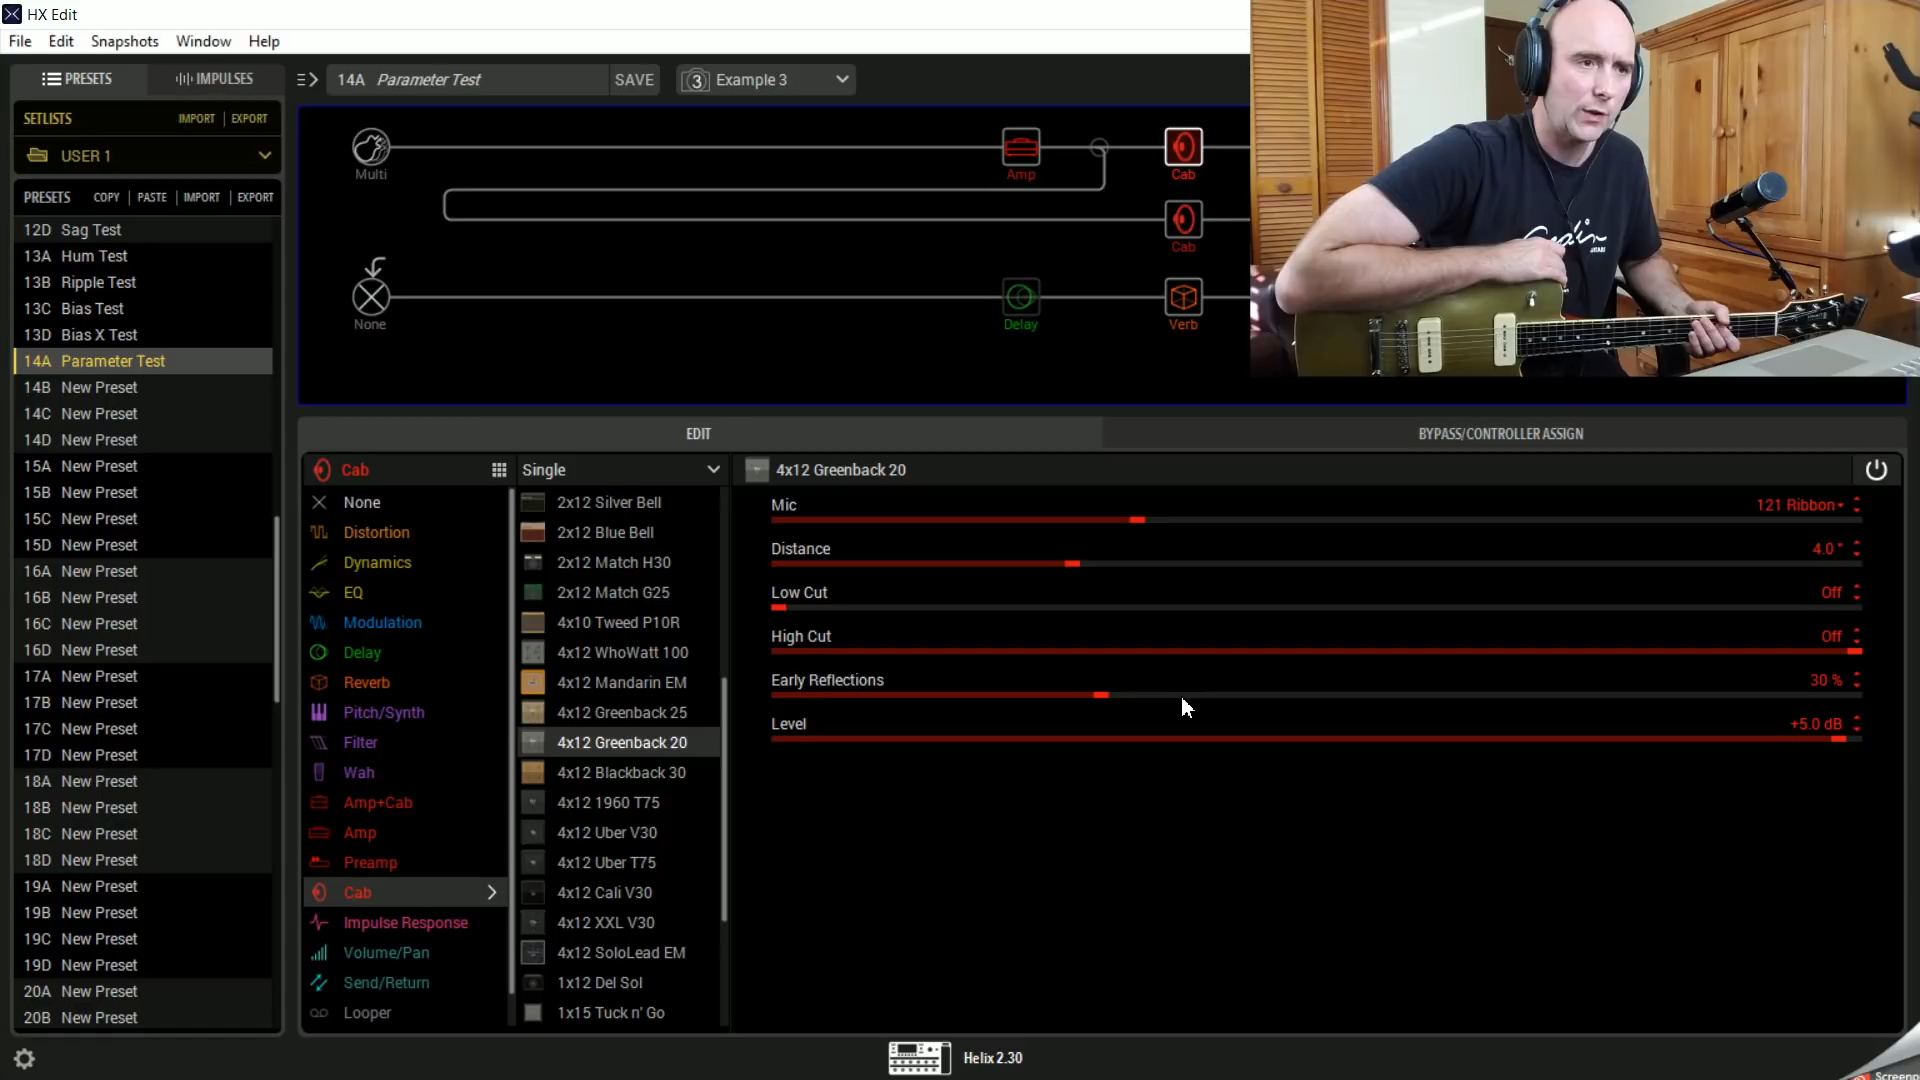 HX Edit
File Edit Snapshots Window Help
PRESETS IMPULSES
14A Parameter Test SAVE 3 Example 3
SETLISTS IMPORT | EXPORT
USER 1
PRESETS COPY | PASTE | IMPORT | EXPORT
12D Sag Test
13A Hum Test
13B Ripple Test
13C Bias Test
13D Bias X Test
14A Parameter Test
14B New Preset
14C New Preset
14D New Preset
15A New Preset
15B New Preset
15C New Preset
15D New Preset
16A New Preset
16B New Preset
16C New Preset
16D New Preset
17A New Preset
17B New Preset
17C New Preset
17D New Preset
18A New Preset
18B New Preset
18C New Preset
18D New Preset
19A New Preset
19B New Preset
19C New Preset
19D New Preset
20A New Preset
20B New Preset
Multi Amp Cab
Cab
None Delay Verb
EDIT BYPASS/CONTROLLER ASSIGN
Cab Single 4x12 Greenback 20
None
Distortion
Dynamics
EQ
Modulation
Delay
Reverb
Pitch/Synth
Filter
Wah
Amp+Cab
Amp
Preamp
Cab
Impulse Response
Volume/Pan
Send/Return
Looper
2x12 Silver Bell
2x12 Blue Bell
2x12 Match H30
2x12 Match G25
4x10 Tweed P10R
4x12 WhoWatt 100
4x12 Mandarin EM
4x12 Greenback 25
4x12 Greenback 20
4x12 Blackback 30
4x12 1960 T75
4x12 Uber V30
4x12 Uber T75
4x12 Cali V30
4x12 XXL V30
4x12 SoloLead EM
1x12 Del Sol
1x15 Tuck n' Go
Mic 121 Ribbon
Distance 4.0 "
Low Cut Off
High Cut Off
Early Reflections 30 %
Level +5.0 dB
Helix 2.30